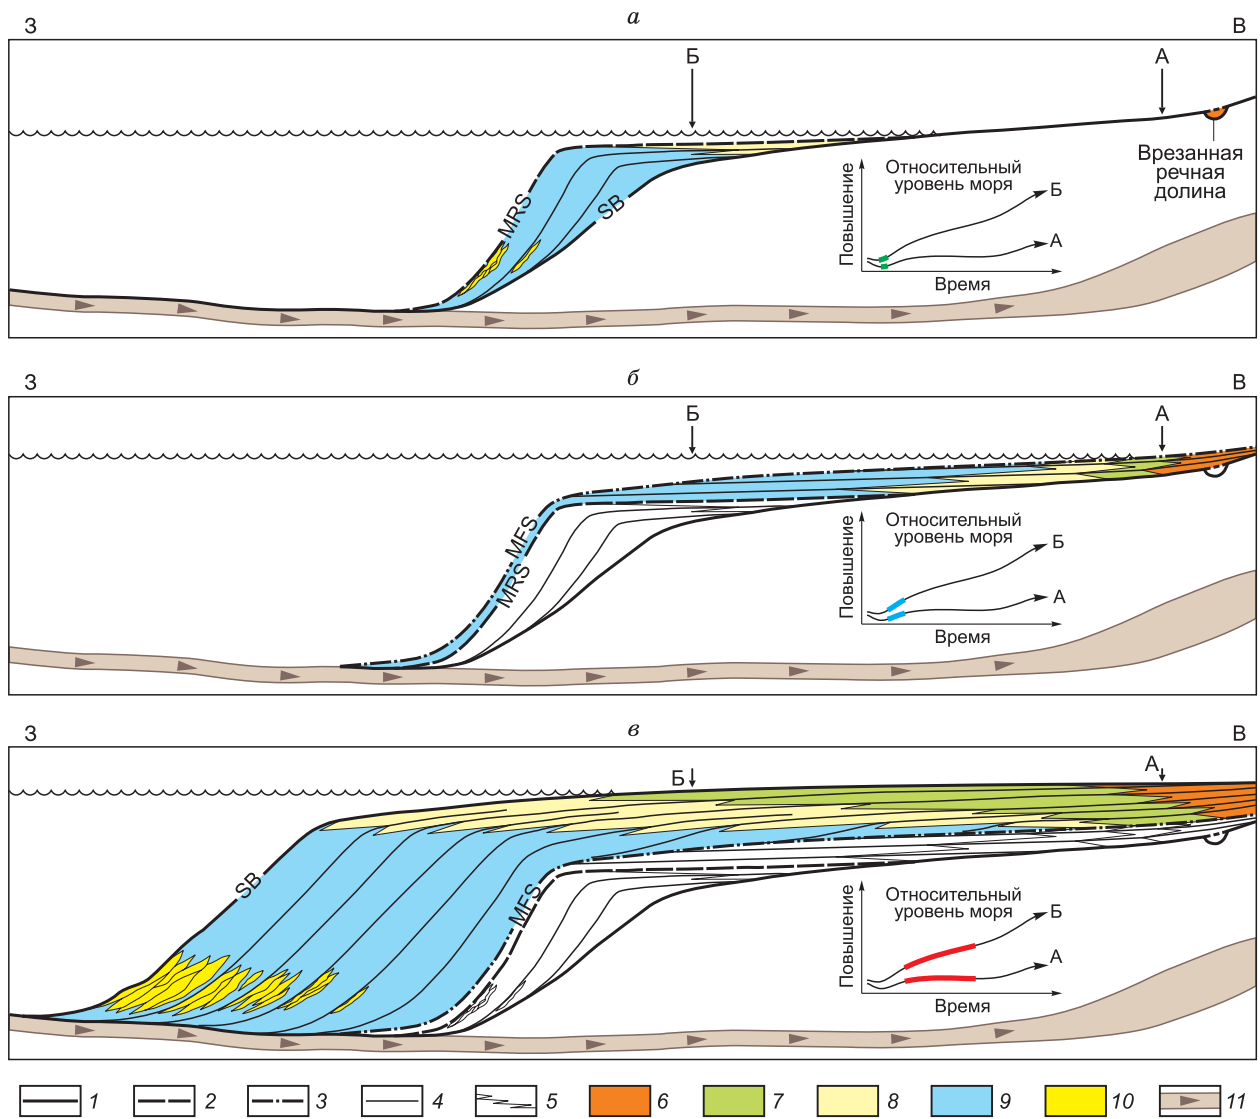 З а В
Б А
Врезанная
речная
долина
Относительный
уровень моря
Повышение
Б
А
Время
MRS
SB
З б В
Б А
Относительный
уровень моря
Повышение
Б
А
Время
MFS
MRS
З в В
Б А
Относительный
уровень моря
Повышение
Б
А
Время
SB
MFS
1 2 3 4 5 6 7 8 9 10 11